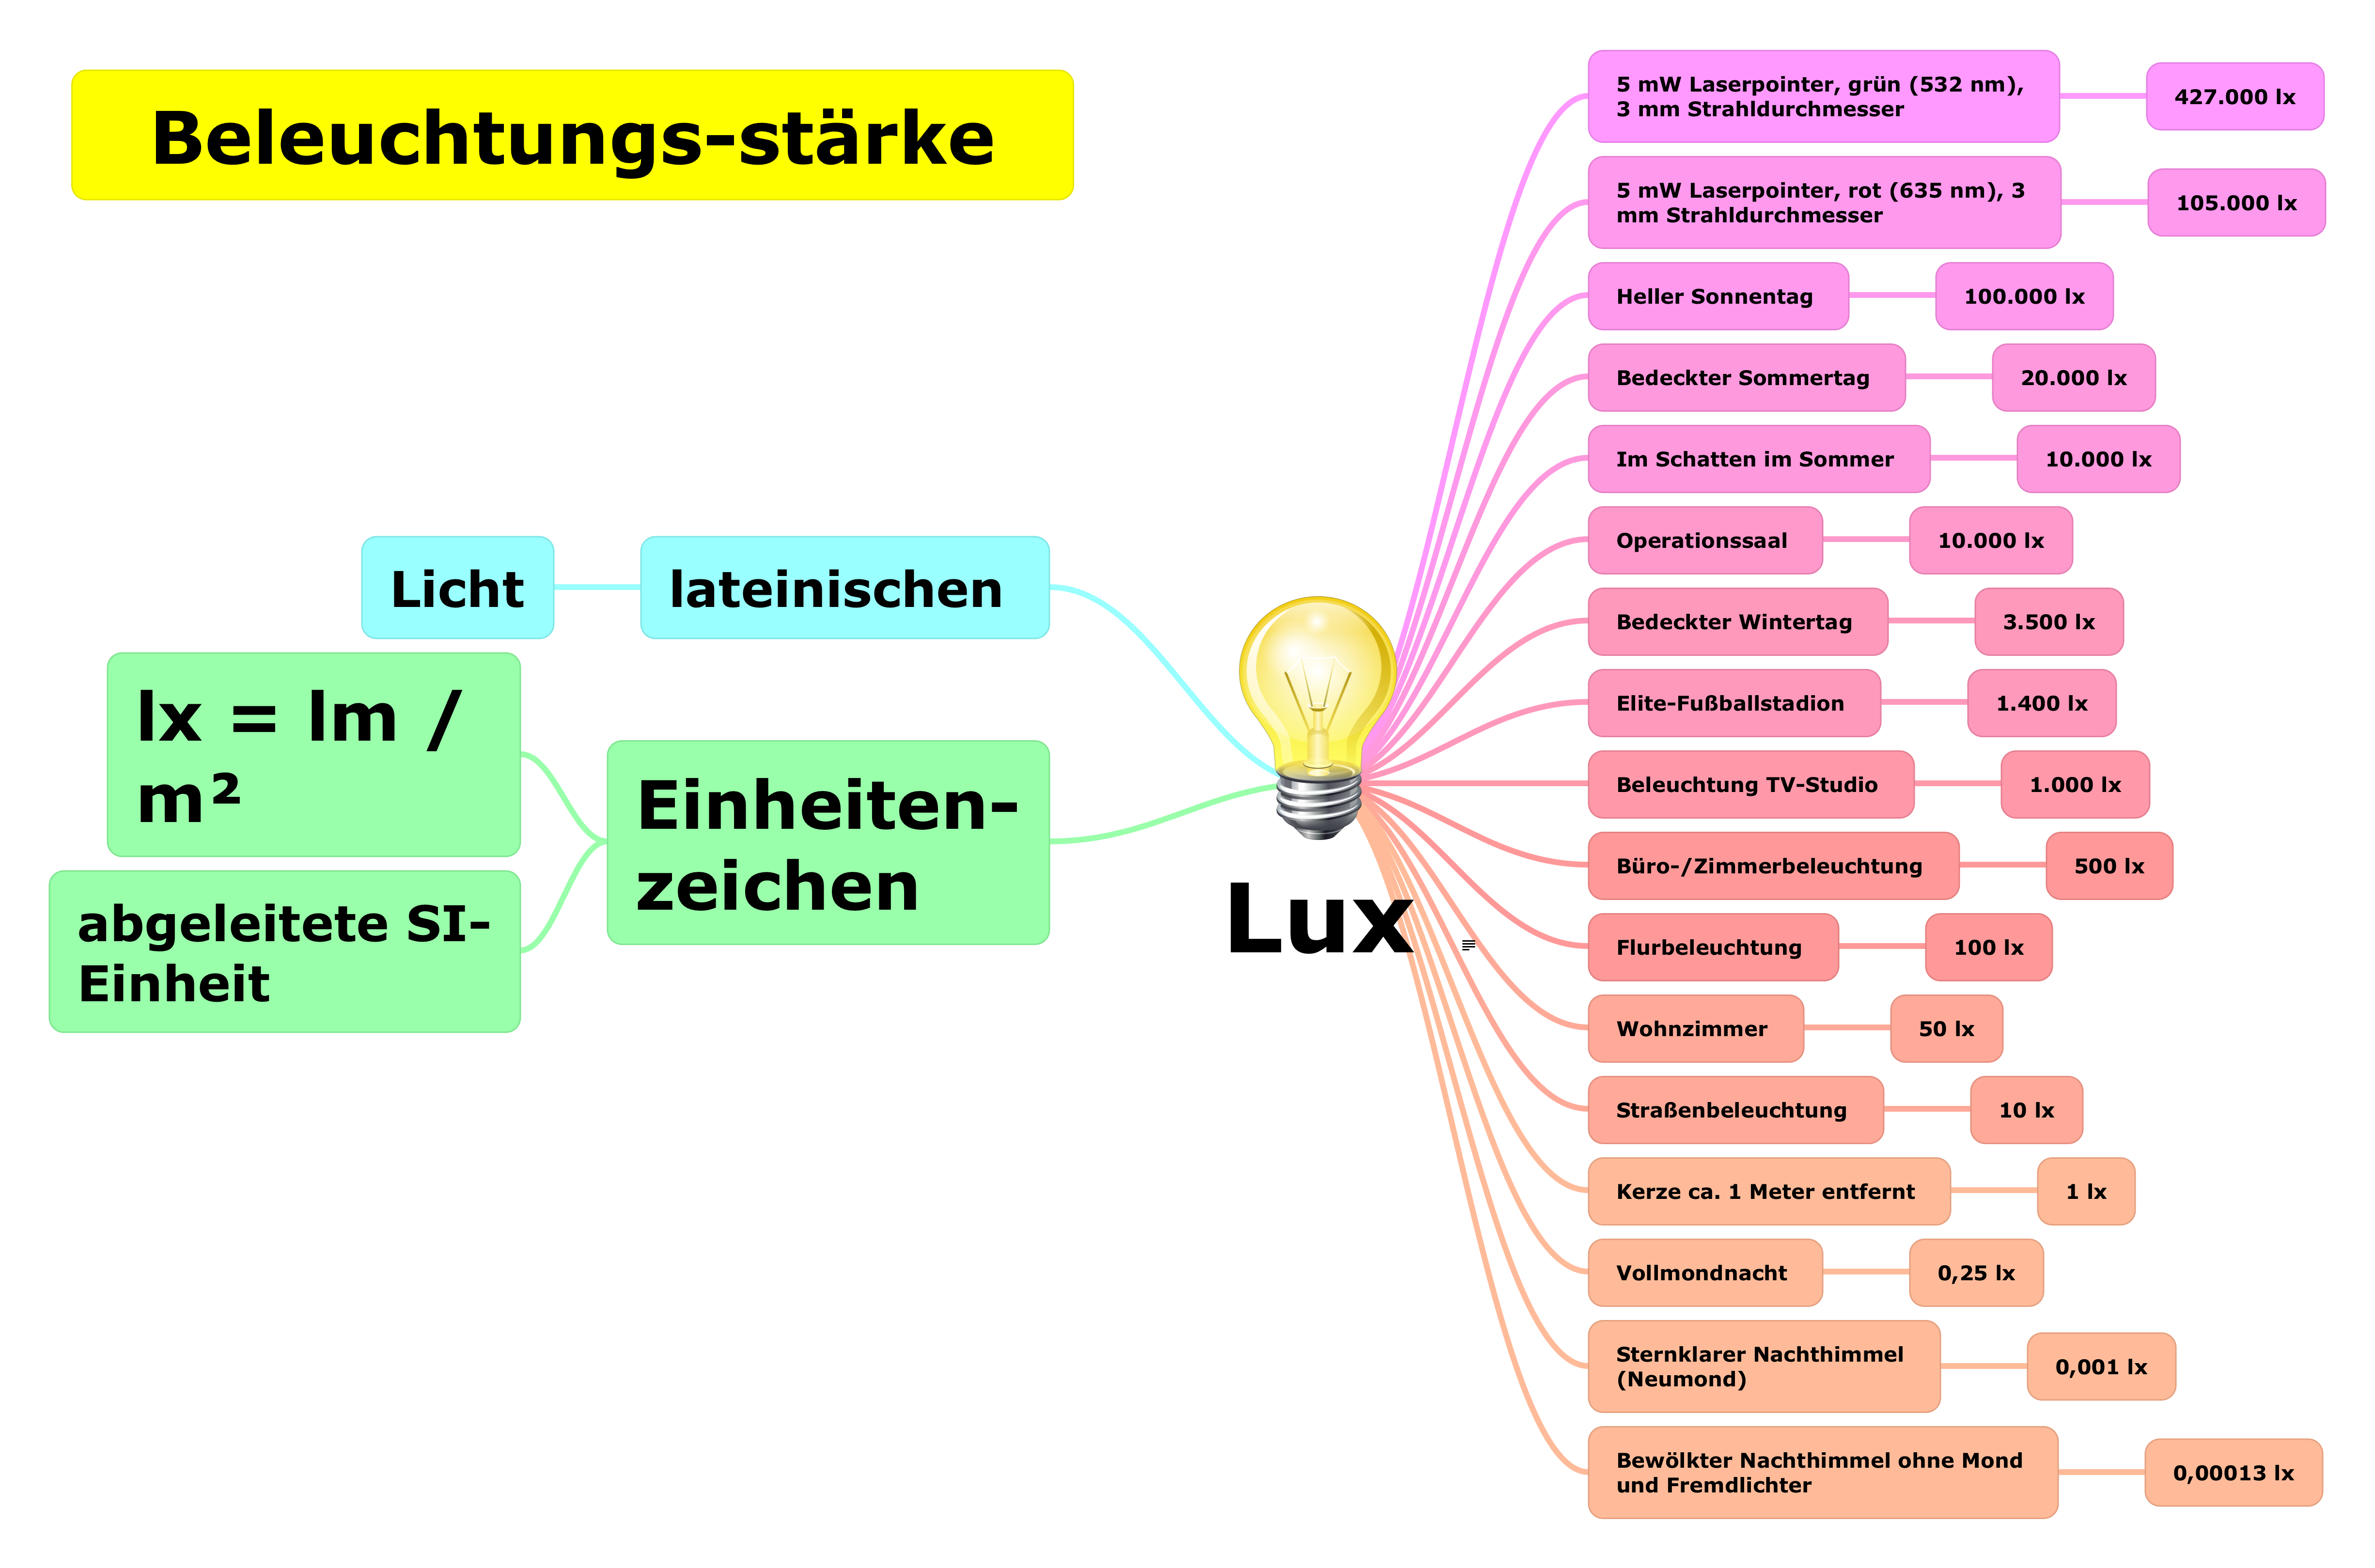 Beleuchtungs-stärke
Licht
lateinischen
lx = lm /
m²
Einheiten-
zeichen
abgeleitete SI-
Einheit
Lux
5 mW Laserpointer, grün (532 nm),
3 mm Strahldurchmesser
427.000 lx
5 mW Laserpointer, rot (635 nm), 3
mm Strahldurchmesser
105.000 lx
Heller Sonnentag
100.000 lx
Bedeckter Sommertag
20.000 lx
Im Schatten im Sommer
10.000 lx
Operationssaal
10.000 lx
Bedeckter Wintertag
3.500 lx
Elite-Fußballstadion
1.400 lx
Beleuchtung TV-Studio
1.000 lx
Büro-/Zimmerbeleuchtung
500 lx
Flurbeleuchtung
100 lx
Wohnzimmer
50 lx
Straßenbeleuchtung
10 lx
Kerze ca. 1 Meter entfernt
1 lx
Vollmondnacht
0,25 lx
Sternklarer Nachthimmel
(Neumond)
0,001 lx
Bewölkter Nachthimmel ohne Mond
und Fremdlichter
0,00013 lx